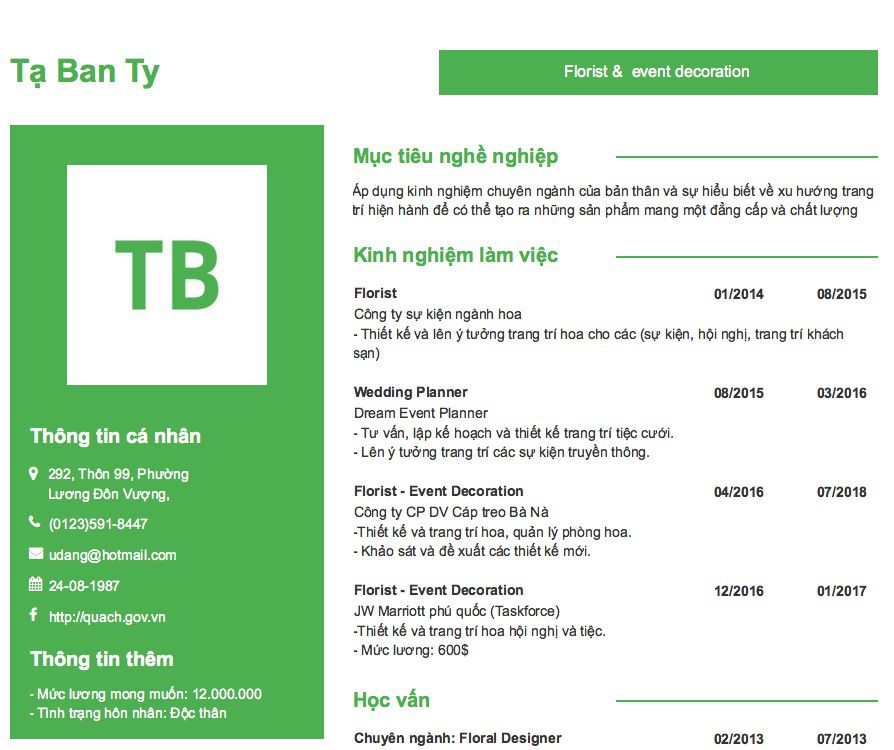 Tạ Ban Ty
Florist & event decoration
TB
Thông tin cá nhân
292, Thôn 99, Phường
Lương Đôn Vượng,
(0123)591-8447
udang@hotmail.com
24-08-1987
http://quach.gov.vn
Thông tin thêm
- Mức lương mong muốn: 12.000.000
- Tình trạng hôn nhân: Độc thân
Mục tiêu nghề nghiệp
Áp dụng kinh nghiệm chuyên ngành của bản thân và sự hiểu biết về xu hướng trang
trí hiện hành để có thể tạo ra những sản phẩm mang một đẳng cấp và chất lượng
Kinh nghiệm làm việc
Florist 01/2014 08/2015
Công ty sự kiện ngành hoa
- Thiết kế và lên ý tưởng trang trí hoa cho các (sự kiện, hội nghị, trang trí khách
sạn)
Wedding Planner 08/2015 03/2016
Dream Event Planner
- Tư vấn, lập kế hoạch và thiết kế trang trí tiệc cưới.
- Lên ý tưởng trang trí các sự kiện truyền thông.
Florist - Event Decoration 04/2016 07/2018
Công ty CP DV Cáp treo Bà Nà
-Thiết kế và trang trí hoa, quản lý phòng hoa.
- Khảo sát và đề xuất các thiết kế mới.
Florist - Event Decoration 12/2016 01/2017
JW Marriott phú quốc (Taskforce)
-Thiết kế và trang trí hoa hội nghị và tiệc.
- Mức lương: 600$
Học vấn
Chuyên ngành: Floral Designer 02/2013 07/2013